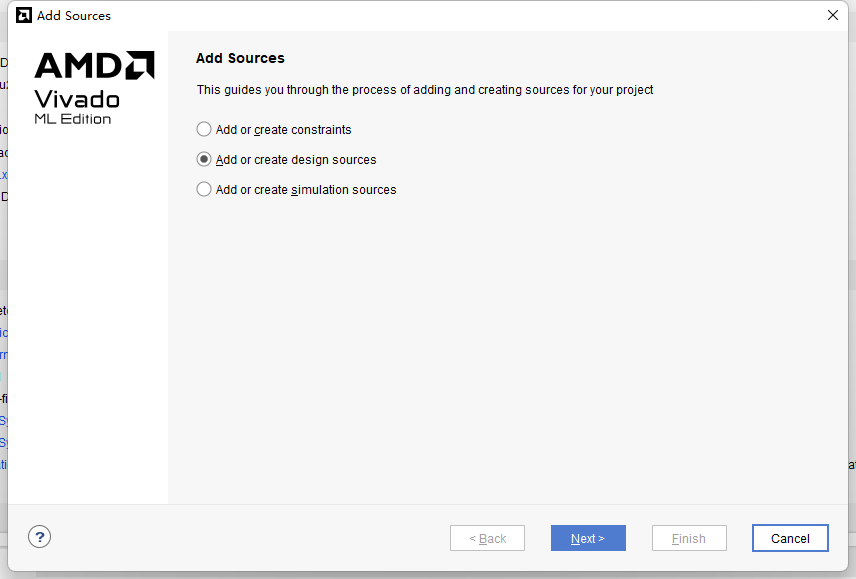 Add Sources
AMD
Vivado
ML Edition
Add Sources
This guides you through the process of adding and creating sources for your project
Add or create constraints
Add or create design sources
Add or create simulation sources
?
< Back
Next >
Finish
Cancel